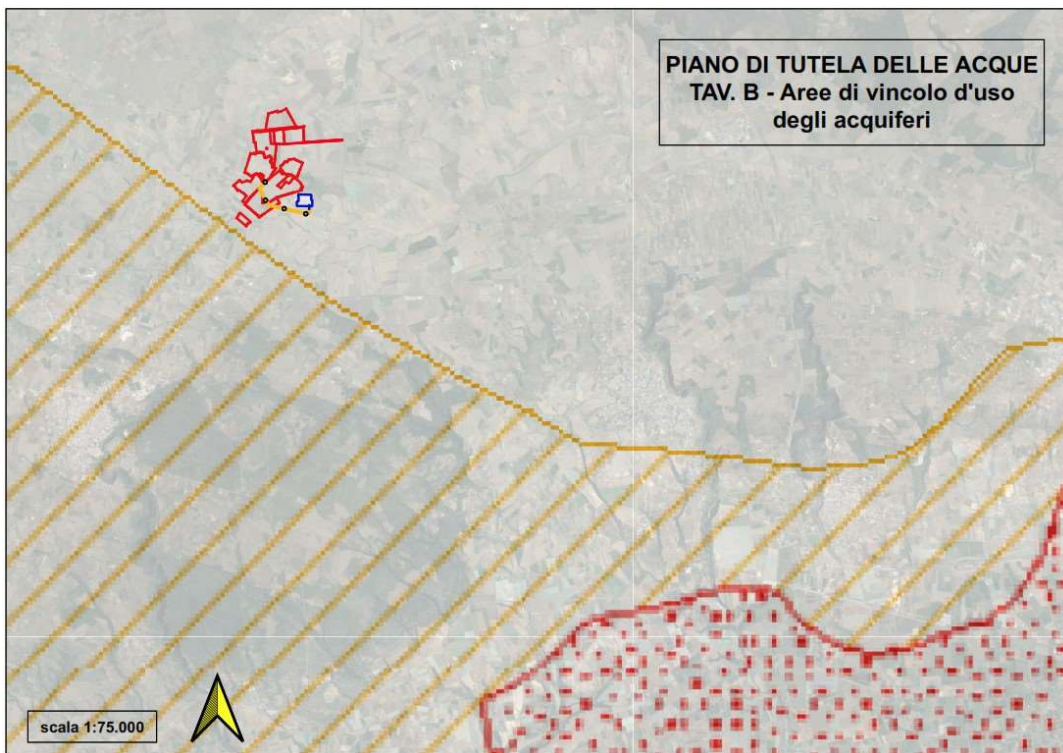 PIANO DI TUTELA DELLE ACQUE
TAV. B - Aree di vincolo d'uso
degli acquiferi
scala 1:75.000